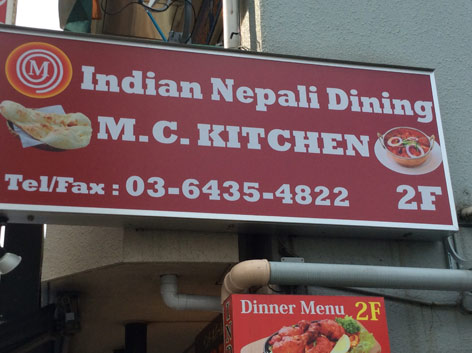 M
Indian Nepali Dining
M.C. KITCHEN
Tel/Fax : 03-6435-4822 2F
Dinner Menu 2F